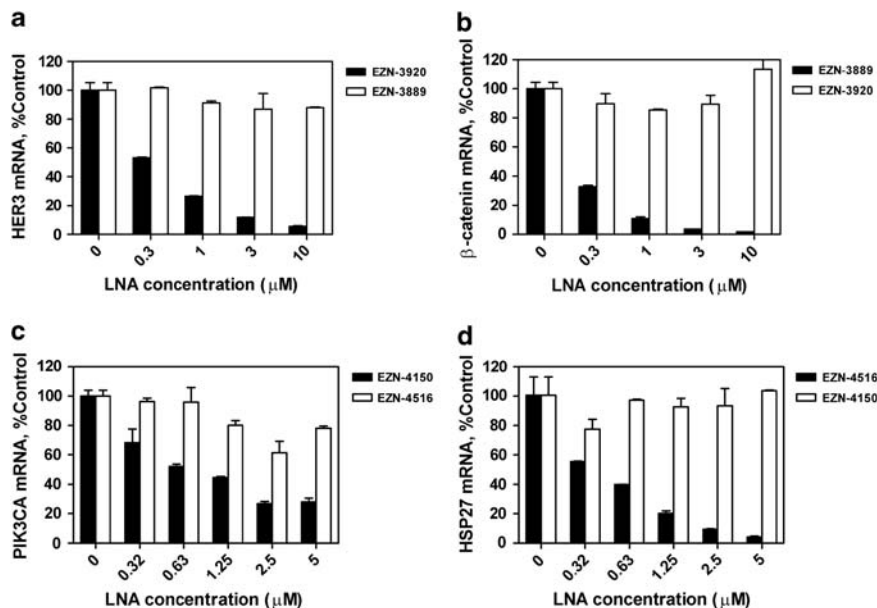 a
HER3 mRNA, %Control
120
100
80
60
40
20
0
0
0.3
1
3
10
LNA concentration (μM)
EZN-3920
EZN-3889
b
β-catenin mRNA, %Control
120
100
80
60
40
20
0
0
0.3
1
3
10
LNA concentration (μM)
EZN-3889
EZN-3920
c
PIK3CA mRNA, %Control
120
100
80
60
40
20
0
0
0.32
0.63
1.25
2.5
5
LNA concentration (μM)
EZN-4150
EZN-4516
d
HSP27 mRNA, %Control
120
100
80
60
40
20
0
0
0.32
0.63
1.25
2.5
5
LNA concentration (μM)
EZN-4516
EZN-4150